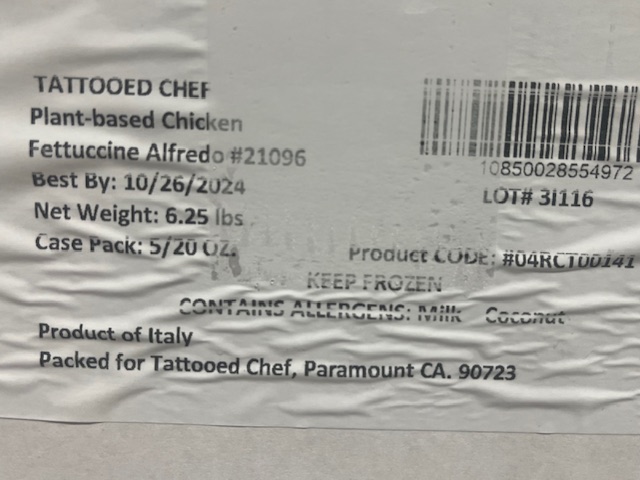 TATTOOED CHEF
Plant-based Chicken
Fettuccine Alfredo #21096
Best By: 10/26/2024
Net Weight: 6.25 lbs
Case Pack: 5/20 OZ.
10850028554972
LOT# 3I116
Product CODE: #04RCT00141
KEEP FROZEN
CONTAINS ALLERGENS: Milk Coconut
Product of Italy
Packed for Tattooed Chef, Paramount CA. 90723